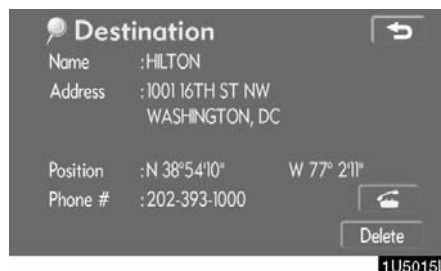 Destination
Name :HILTON
Address :1001 16TH ST NW
WASHINGTON, DC
Position :N 38°54'10" W 77° 2'11"
Phone # :202-393-1000
Delete
1U5015